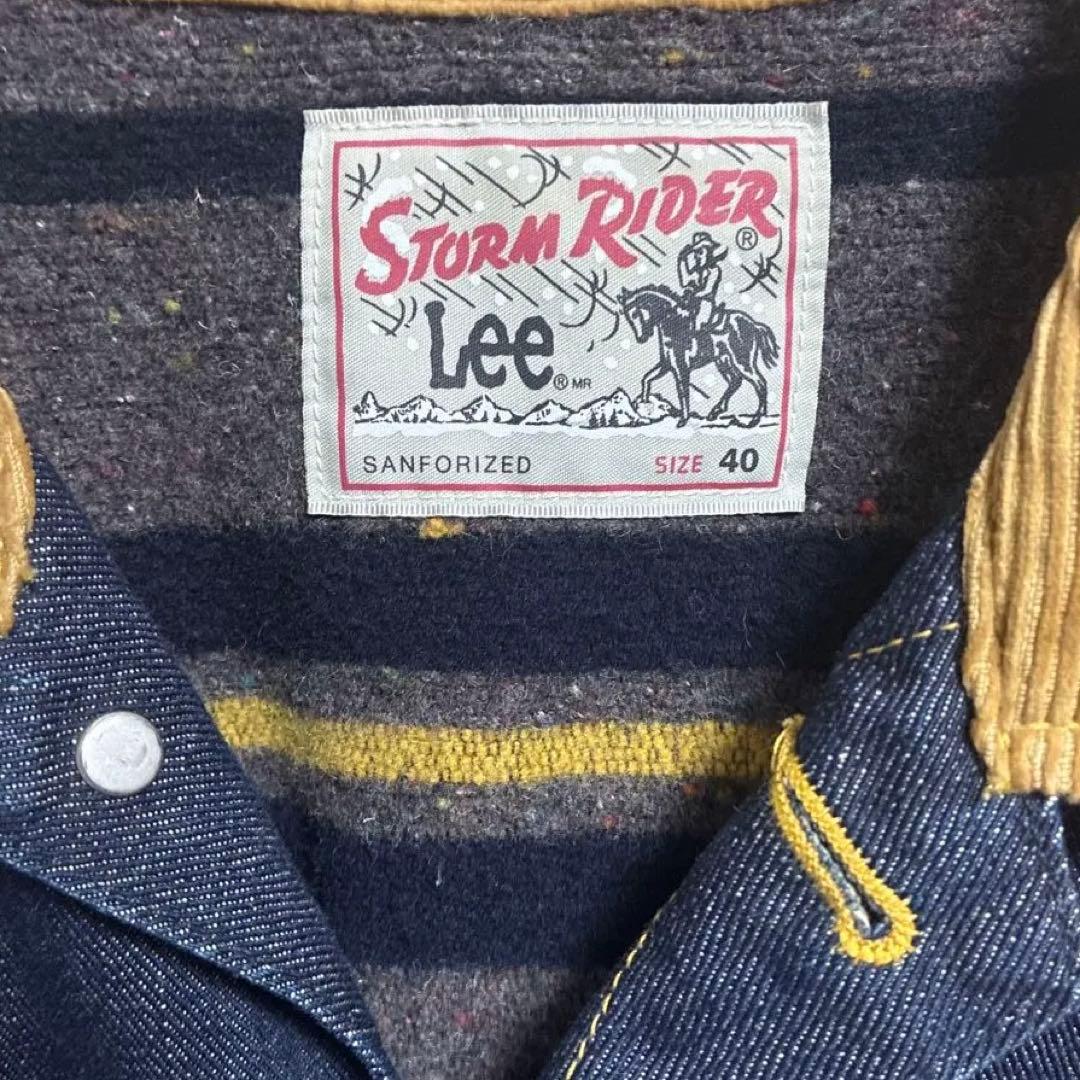 STORM RIDER ®
Lee ® MR
SANFORIZED SIZE 40